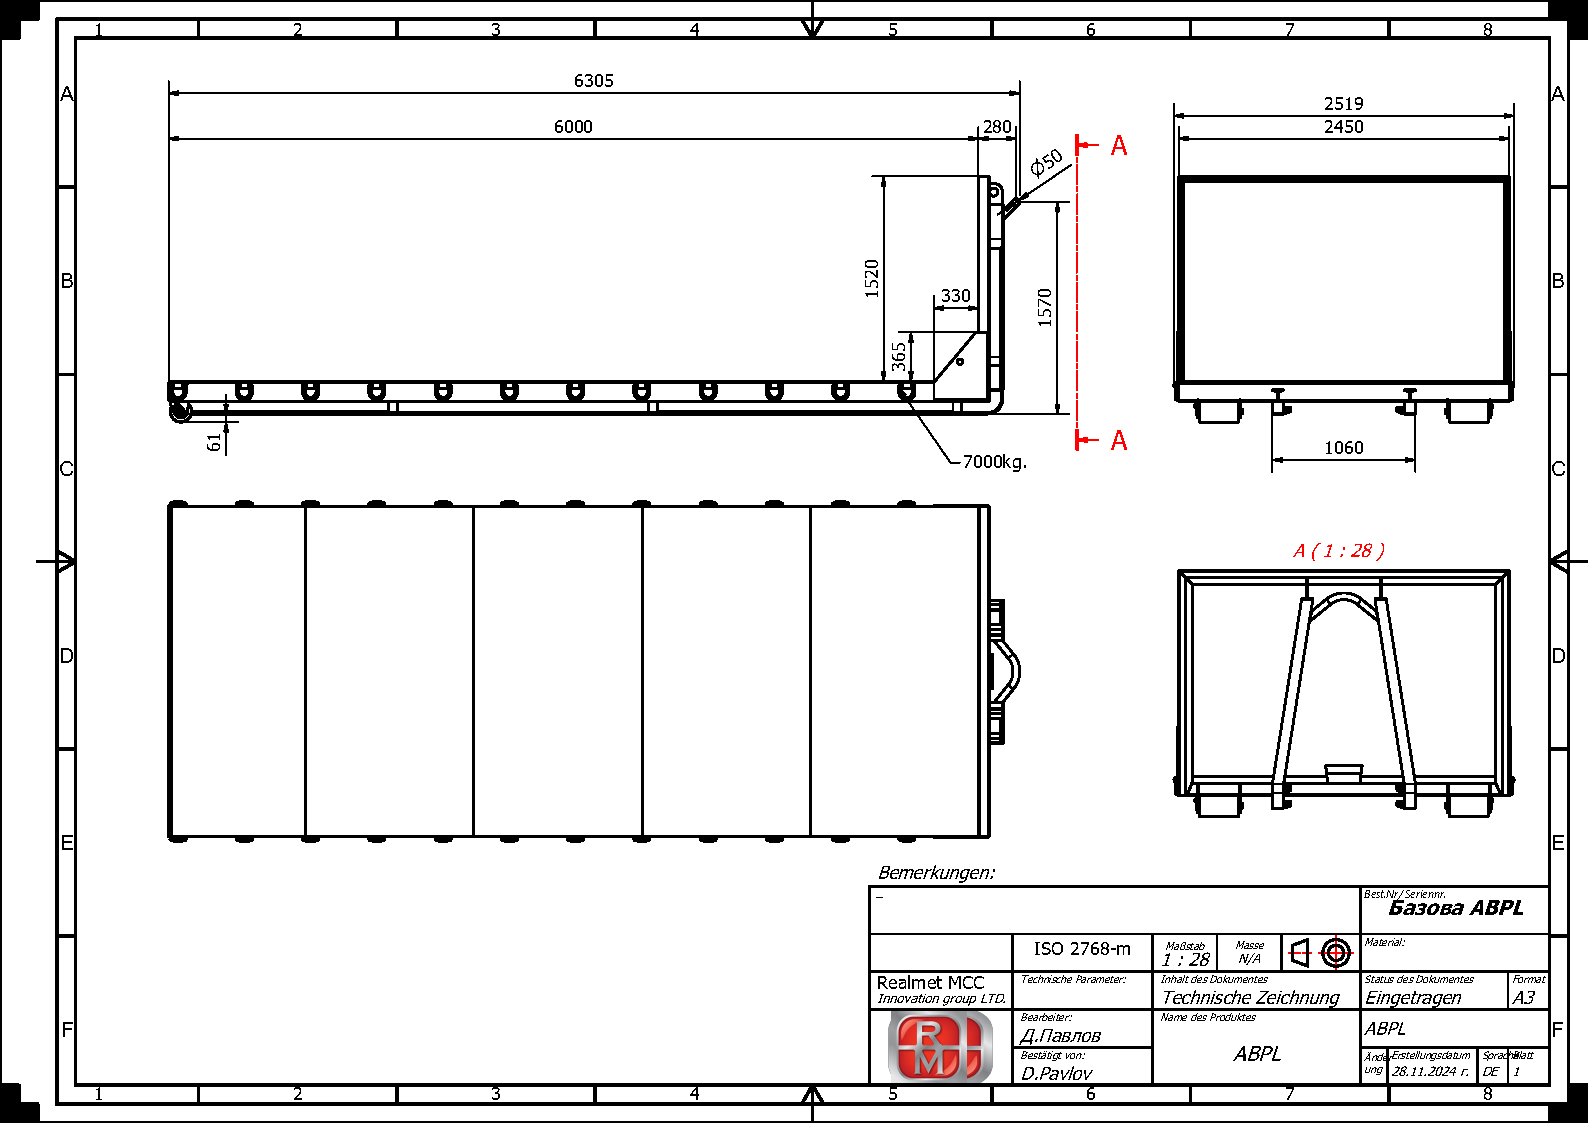 1 2 3 4 5 6 7 8
A A
6305
2519
6000
280
2450
A
Ø50
1520
B B
330
1570
365
61
A
1060
7000kg.
C C
A ( 1 : 28 )
D D
E E
Bemerkungen:
–
Best.Nr/ Seriennr.
Базова ABPL
ISO 2768-m
Maßstab
1 : 28
Masse
N/A
Material:
Realmet MCC
Innovation group LTD.
Technische Parameter:
Inhalt des Dokumentes
Technische Zeichnung
Status des Dokumentes
Eingetragen
Format
A3
RM
Bearbeiter:
Д.Павлов
Name des Produktes
ABPL
ABPL
F F
Bestätigt von:
D.Pavlov
Änderung
Erstellungsdatum
28.11.2024 г.
Sprache
DE
Blatt
1
1 2 3 4 5 6 7 8